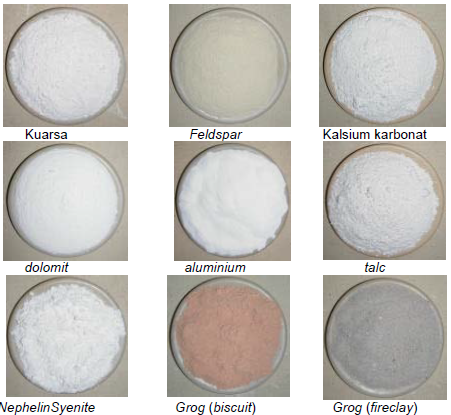 Kuarsa
Feldspar
Kalsium karbonat
dolomit
aluminium
talc
NephelinSyenite
Grog (biscuit)
Grog (fireclay)